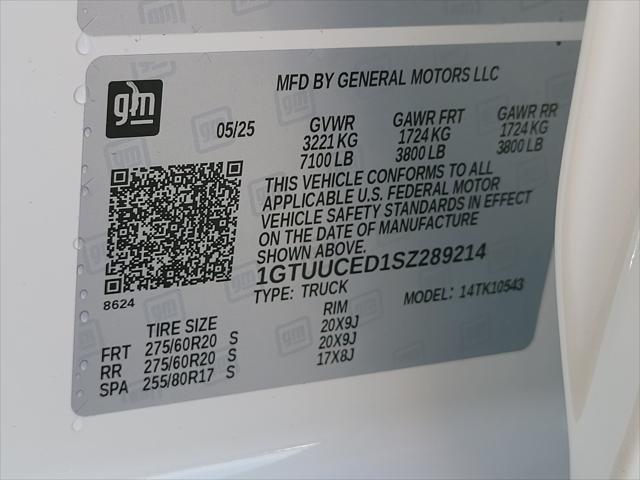 gm
MFD BY GENERAL MOTORS LLC
05/25 GVWR GAWR FRT GAWR RR
3221 KG 1724 KG 1724 KG
7100 LB 3800 LB 3800 LB
THIS VEHICLE CONFORMS TO ALL
APPLICABLE U.S. FEDERAL MOTOR
VEHICLE SAFETY STANDARDS IN EFFECT
ON THE DATE OF MANUFACTURE
SHOWN ABOVE.
1GTUUCED1SZ289214
8624
TYPE: TRUCK MODEL: 14TK10543
TIRE SIZE RIM
FRT 275/60R20 S 20X9J
RR 275/60R20 S 20X9J
SPA 255/80R17 S 17X8J